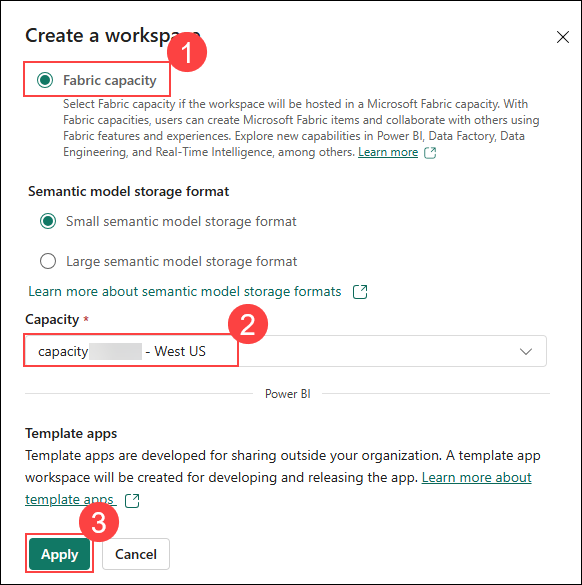 Create a workspace
1
Fabric capacity
Select Fabric capacity if the workspace will be hosted in a Microsoft Fabric capacity. With
Fabric capacities, users can create Microsoft Fabric items and collaborate with others using
Fabric features and experiences. Explore new capabilities in Power BI, Data Factory, Data
Engineering, and Real-Time Intelligence, among others. Learn more
Semantic model storage format
Small semantic model storage format
Large semantic model storage format
Learn more about semantic model storage formats
Capacity *
2
capacity - West US
Power BI
Template apps
Template apps are developed for sharing outside your organization. A template app
workspace will be created for developing and releasing the app. Learn more about
template apps
3
Apply Cancel